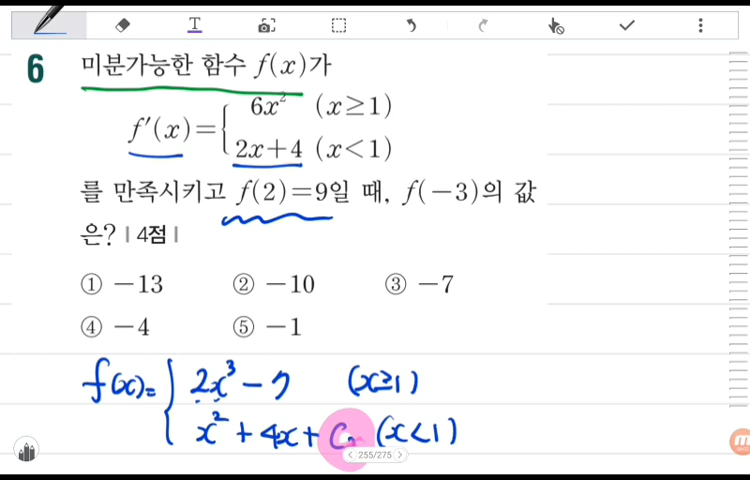 T
6 미분가능한 함수 f(x)가
f′(x)={ 6x² (x≥1)
2x+4 (x<1)
를 만족시키고 f(2)=9일 때, f(−3)의 값
은? | 4점 |
① −13 ② −10 ③ −7
④ −4 ⑤ −1
f(x)= { 2x³−7 (x≥1)
x²+4x+C₂ (x<1)
< 255/275 >